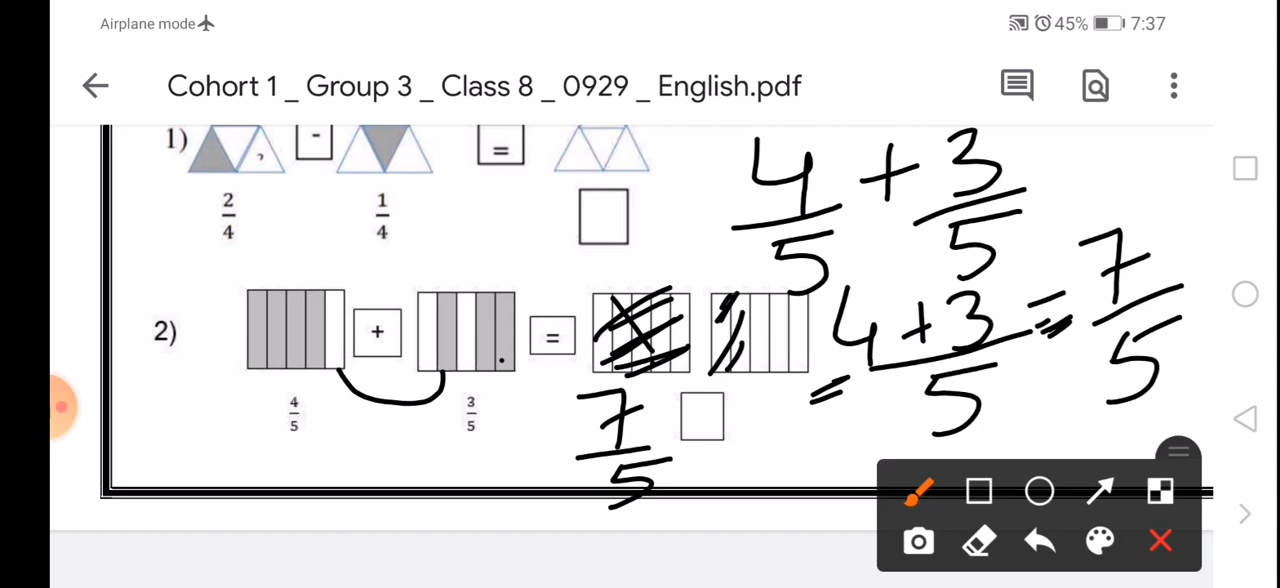 Airplane mode 45% 7:37
Cohort 1 _ Group 3 _ Class 8 _ 0929 _ English.pdf
1) - =
2/4 1/4
4/5 + 3/5
2) + =
= 4+3/5 = 7/5
4/5 3/5 7/5